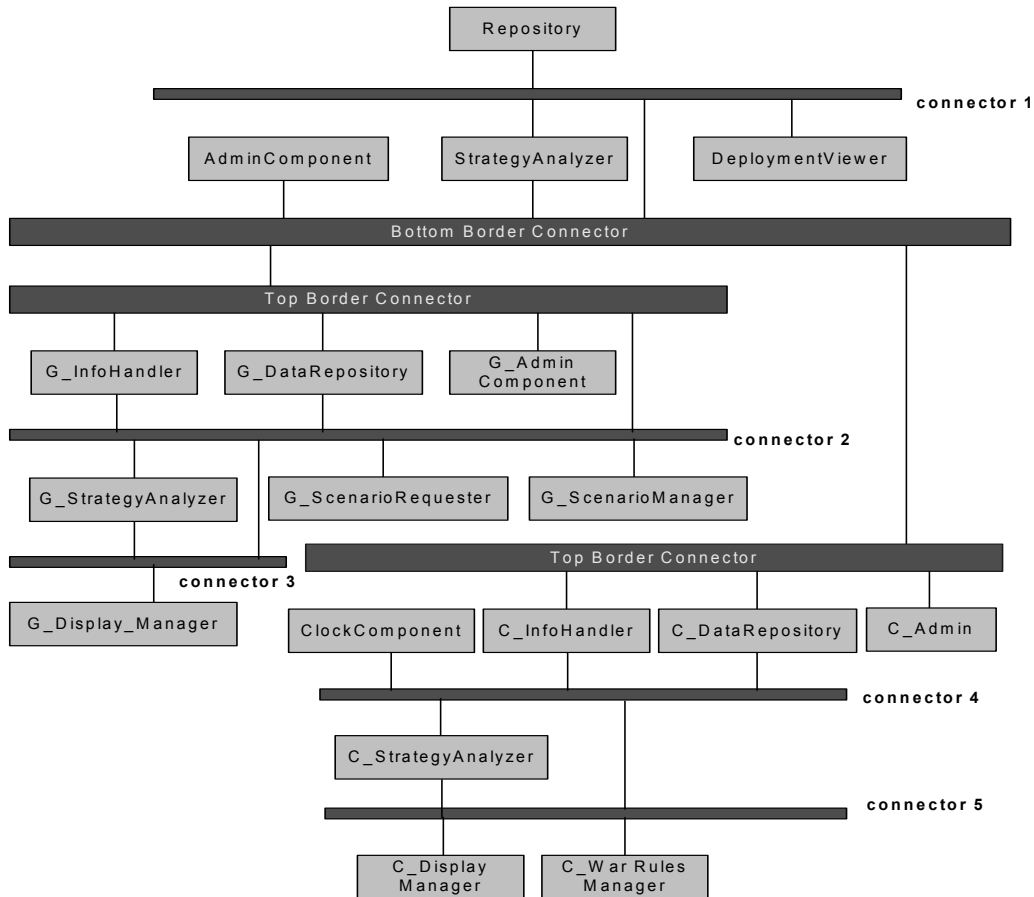 Repository
connector 1
AdminComponent
StrategyAnalyzer
DeploymentViewer
Bottom Border Connector
Top Border Connector
G_InfoHandler
G_DataRepository
G_Admin
Component
connector 2
G_StrategyAnalyzer
G_ScenarioRequester
G_ScenarioManager
Top Border Connector
connector 3
G_Display_Manager
ClockComponent
C_InfoHandler
C_DataRepository
C_Admin
connector 4
C_StrategyAnalyzer
connector 5
C_Display
Manager
C_War Rules
Manager